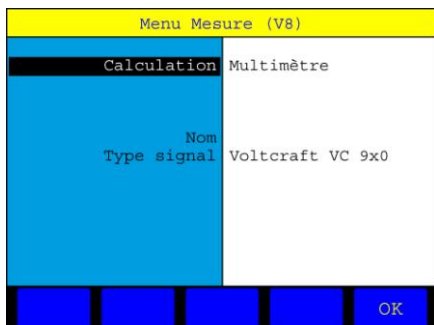 Menu Mesure (V8)
Calculation Multimètre
Nom
Type signal Voltcraft VC 9x0
OK